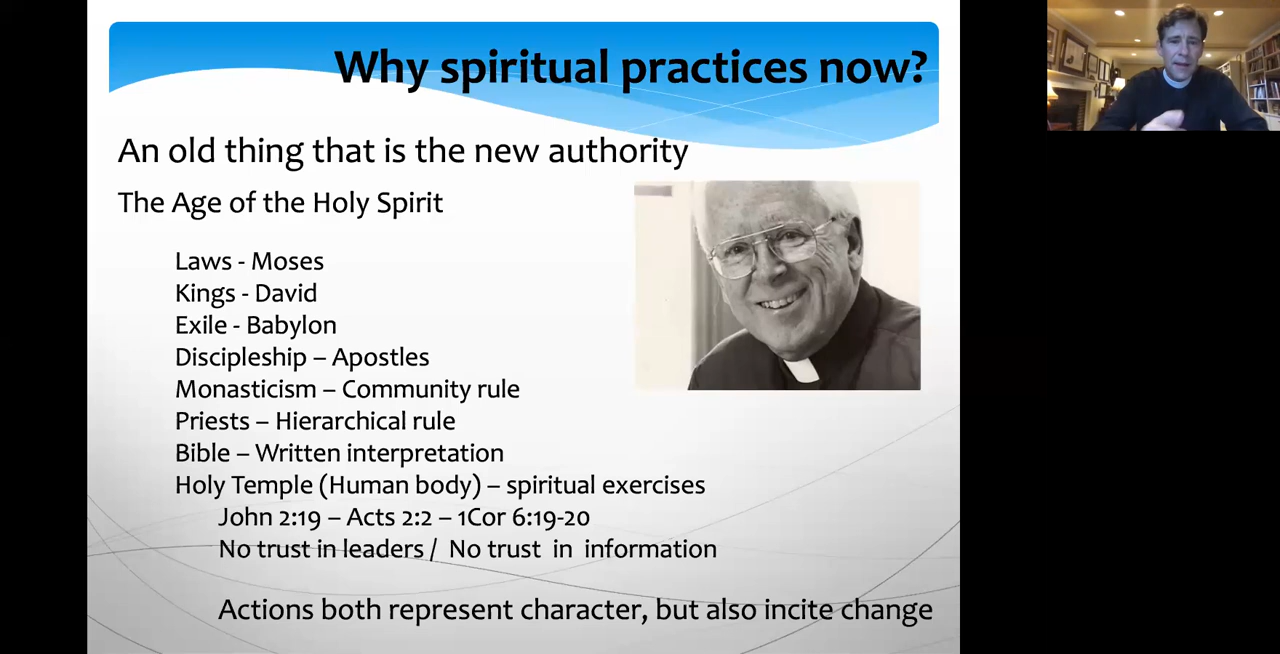 Why spiritual practices now?
An old thing that is the new authority
The Age of the Holy Spirit
Laws - Moses
Kings - David
Exile - Babylon
Discipleship – Apostles
Monasticism – Community rule
Priests – Hierarchical rule
Bible – Written interpretation
Holy Temple (Human body) – spiritual exercises
John 2:19 – Acts 2:2 – 1Cor 6:19-20
No trust in leaders / No trust in information
Actions both represent character, but also incite change